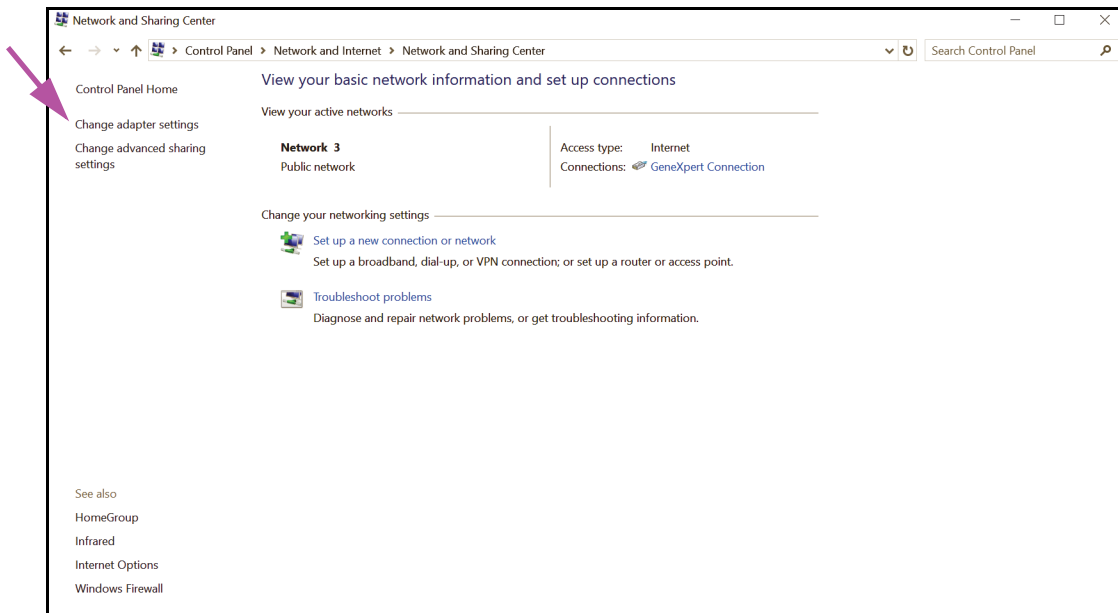 Network and Sharing Center
Control Panel > Network and Internet > Network and Sharing Center
Search Control Panel
Control Panel Home
Change adapter settings
Change advanced sharing
settings
View your basic network information and set up connections
View your active networks
Network 3
Public network
Access type: Internet
Connections: GeneXpert Connection
Change your networking settings
Set up a new connection or network
Set up a broadband, dial-up, or VPN connection; or set up a router or access point.
Troubleshoot problems
Diagnose and repair network problems, or get troubleshooting information.
See also
HomeGroup
Infrared
Internet Options
Windows Firewall